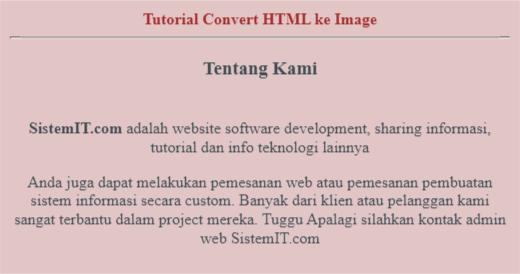 Tutorial Convert HTML ke Image
Tentang Kami
SistemIT.com adalah website software development, sharing informasi,
tutorial dan info teknologi lainnya
Anda juga dapat melakukan pemesanan web atau pemesanan pembuatan
sistem informasi secara custom. Banyak dari klien atau pelanggan kami
sangat terbantu dalam project mereka. Tuggu Apalagi silahkan kontak admin
web SistemIT.com